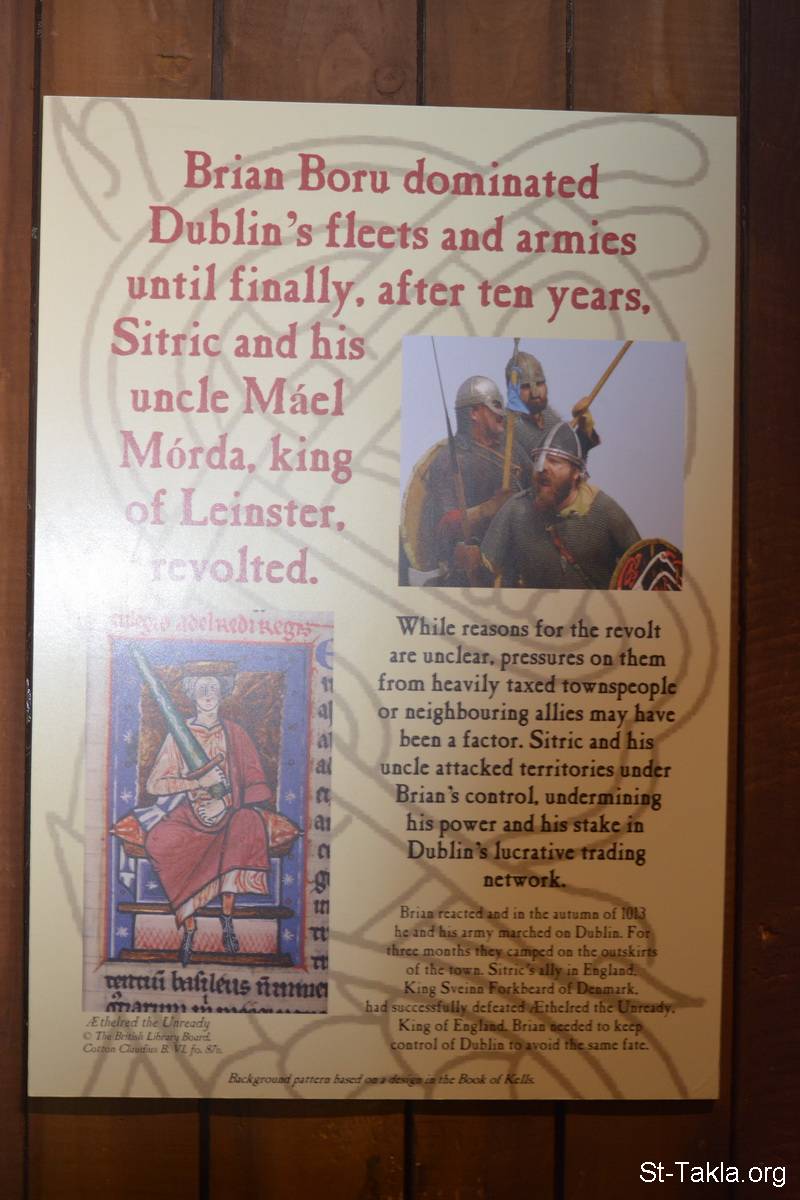 Brian Boru dominated
Dublin's fleets and armies
until finally, after ten years,
Sitric and his
uncle Máel
Mórda, king
of Leinster,
revolted.
While reasons for the revolt
are unclear, pressures on them
from heavily taxed townspeople
or neighbouring allies may have
been a factor. Sitric and his
uncle attacked territories under
Brian's control, undermining
his power and his stake in
Dublin's lucrative trading
network.
Brian reacted and in the autumn of 1013
he and his army marched on Dublin. For
three months they camped on the outskirts
of the town. Sitric's ally in England,
King Sveinn Forkbeard of Denmark,
had successfully defeated Æthelred the Unready,
King of England. Brian needed to keep
control of Dublin to avoid the same fate.
Æthelred the Unready
© The British Library Board,
Cotton Claudius B. VI, fo. 87v.
Background pattern based on a design in the Book of Kells.
St-Takla.org